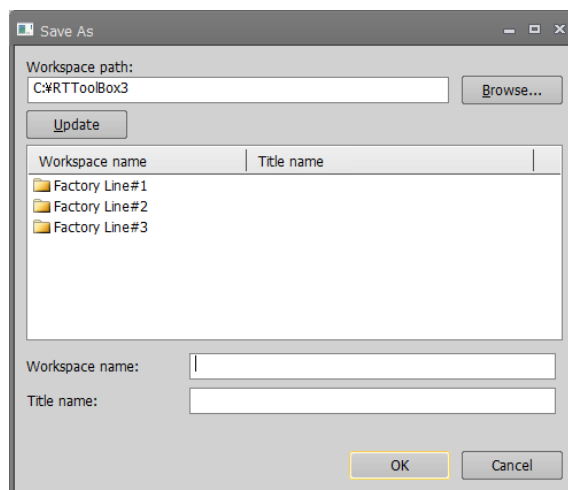 Save As
Workspace path:
C:¥RTToolBox3
Browse...
Update
Workspace name Title name
Factory Line#1
Factory Line#2
Factory Line#3
Workspace name:
Title name:
OK Cancel